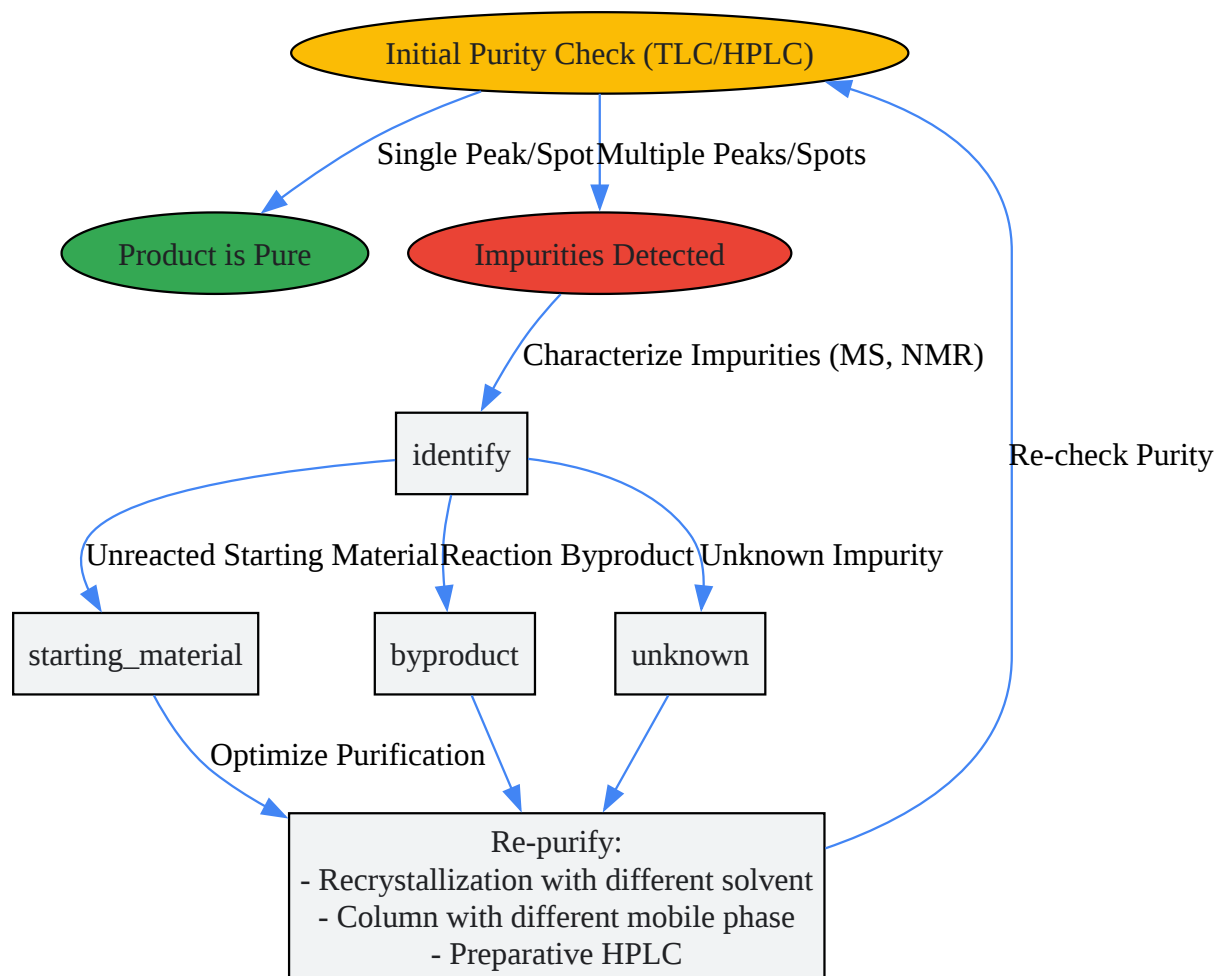 Initial Purity Check (TLC/HPLC)
Single Peak/Spot
Multiple Peaks/Spots
Product is Pure
Impurities Detected
Characterize Impurities (MS, NMR)
identify
Re-check Purity
Unreacted Starting Material
Reaction Byproduct
Unknown Impurity
starting_material
byproduct
unknown
Optimize Purification
Re-purify:
- Recrystallization with different solvent
- Column with different mobile phase
- Preparative HPLC